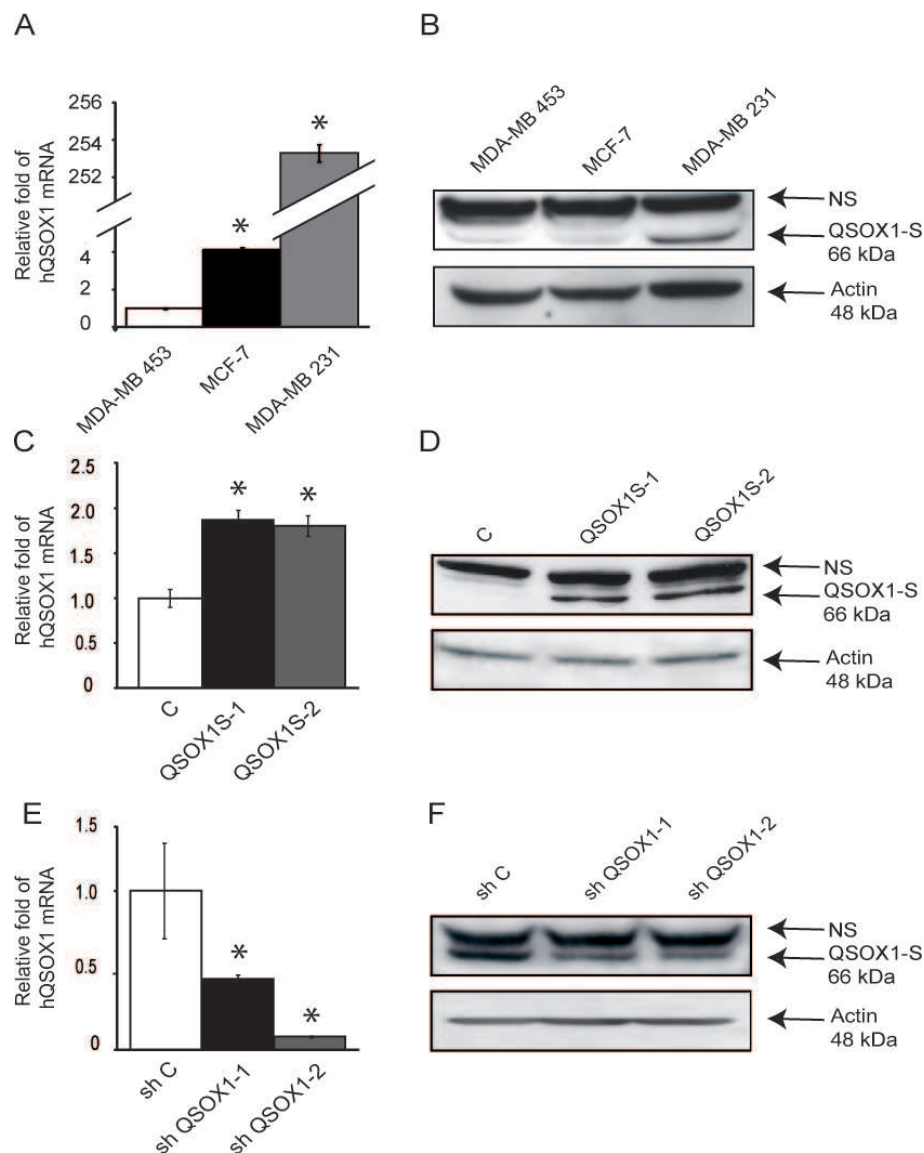 A
Relative fold of
hQSOX1 mRNA
256
254
252
4
2
0
*
*
MDA-MB 453
MCF-7
MDA-MB 231
B
MDA-MB 453
MCF-7
MDA-MB 231
NS
QSOX1-S
66 kDa
Actin
48 kDa
C
Relative fold of
hQSOX1 mRNA
2.5
2.0
1.5
1.0
0.5
0
*
*
C
QSOX1S-1
QSOX1S-2
D
C
QSOX1S-1
QSOX1S-2
NS
QSOX1-S
66 kDa
Actin
48 kDa
E
Relative fold of
hQSOX1 mRNA
1.5
1.0
0.5
0
*
*
sh C
sh QSOX1-1
sh QSOX1-2
F
sh C
sh QSOX1-1
sh QSOX1-2
NS
QSOX1-S
66 kDa
Actin
48 kDa